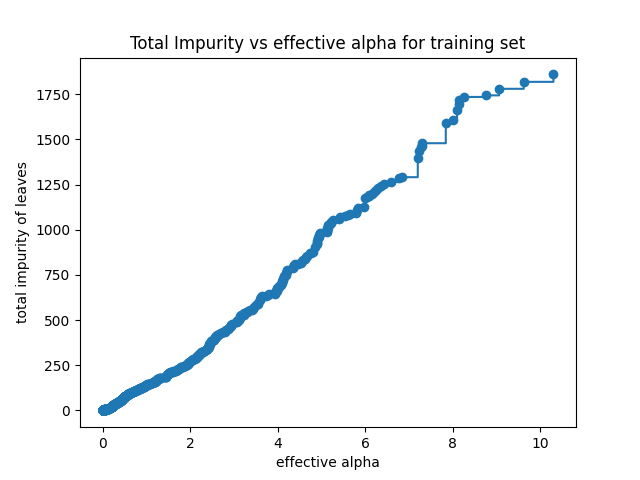 Total Impurity vs effective alpha for training set
total impurity of leaves
1750
1500
1250
1000
750
500
250
0
0 2 4 6 8 10
effective alpha